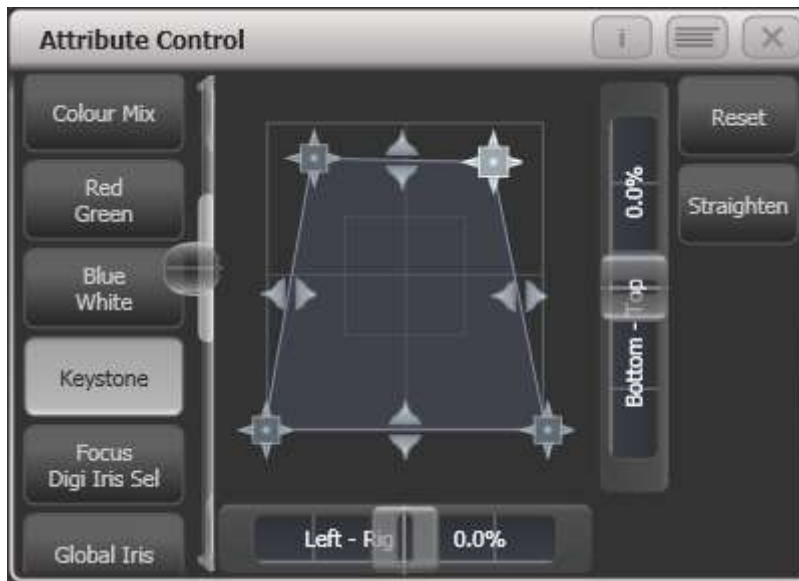 Attribute Control
i
Colour Mix
Red
Green
Blue
White
Keystone
Focus
Digi Iris Sel
Global Iris
Reset
Straighten
0.0%
Bottom - Top
Left - Rig
0.0%